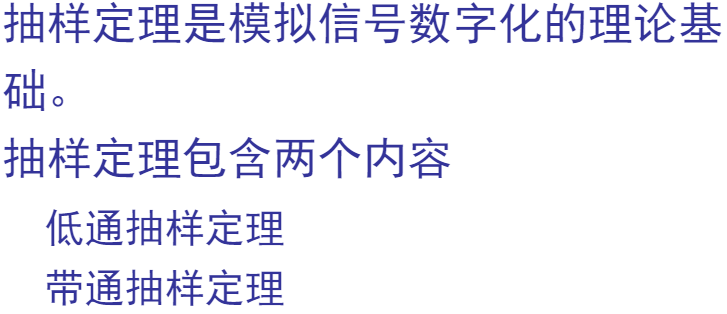 抽样定理是模拟信号数字化的理论基
础。
抽样定理包含两个内容
低通抽样定理
带通抽样定理